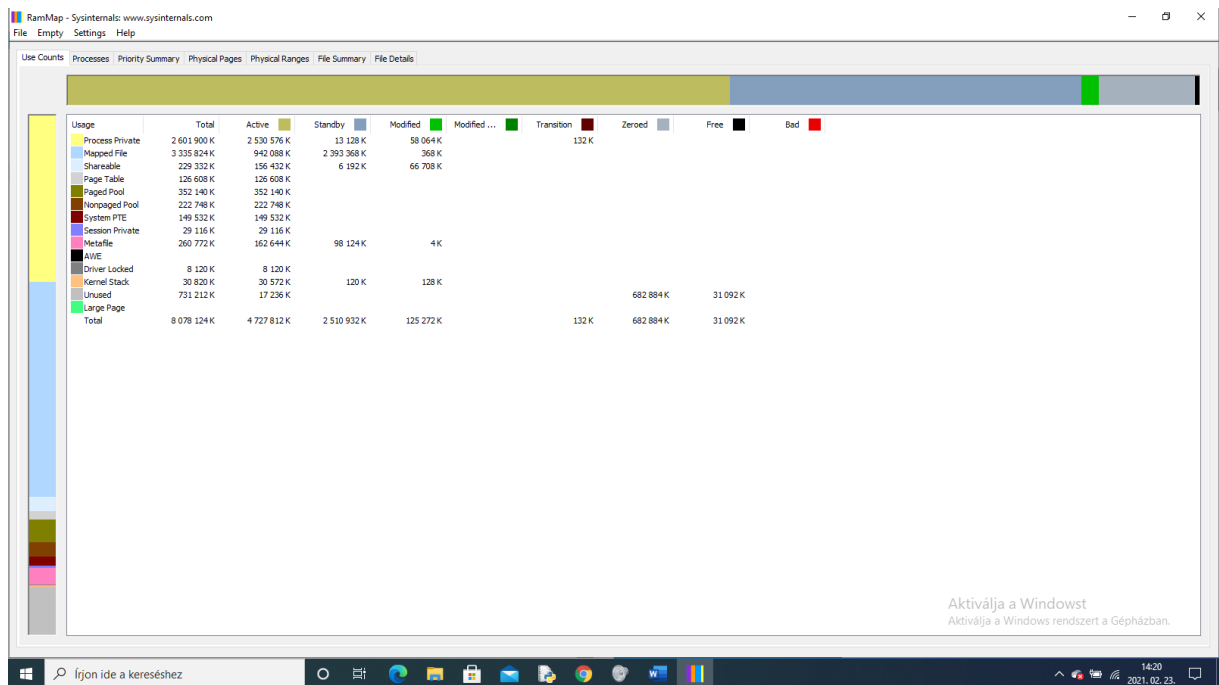 RamMap - Sysinternals: www.sysinternals.com
File Empty Settings Help
Use Counts Processes Priority Summary Physical Pages Physical Ranges File Summary File Details
Usage Total Active Standby Modified Modified ... Transition Zeroed Free Bad
Process Private 2 601 900 K 2 530 576 K 13 128 K 58 064 K 132 K
Mapped File 3 335 824 K 942 088 K 2 393 368 K 368 K
Shareable 229 332 K 156 432 K 6 192 K 66 708 K
Page Table 126 608 K 126 608 K
Paged Pool 352 140 K 352 140 K
Nonpaged Pool 222 748 K 222 748 K
System PTE 149 532 K 149 532 K
Session Private 29 116 K 29 116 K
Metafile 260 772 K 162 644 K 98 124 K 4 K
AWE
Driver Locked 8 120 K 8 120 K
Kernel Stack 30 820 K 30 572 K 120 K 128 K
Unused 731 212 K 17 236 K 682 884 K 31 092 K
Large Page
Total 8 078 124 K 4 727 812 K 2 510 932 K 125 272 K 132 K 682 884 K 31 092 K
Aktiválja a Windowst
Aktiválja a Windows rendszert a Gépházban.
Írjon ide a kereséshez
W
14:20
2021. 02. 23.